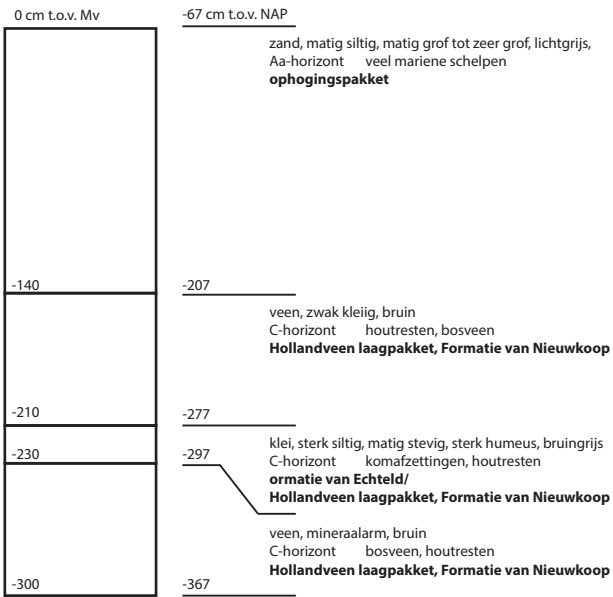 0 cm t.o.v. Mv
-67 cm t.o.v. NAP
zand, matig siltig, matig grof tot zeer grof, lichtgrijs,
Aa-horizont veel mariene schelpen
ophogingspakket
-140
-207
veen, zwak kleiig, bruin
C-horizont houtresten, bosveen
Hollandveen laagpakket, Formatie van Nieuwkoop
-210
-277
klei, sterk siltig, matig stevig, sterk humeus, bruingrijs
-230
-297
C-horizont komafzettingen, houtresten
ormatie van Echteld/
Hollandveen laagpakket, Formatie van Nieuwkoop
veen, mineraalarm, bruin
C-horizont bosveen, houtresten
Hollandveen laagpakket, Formatie van Nieuwkoop
-300
-367